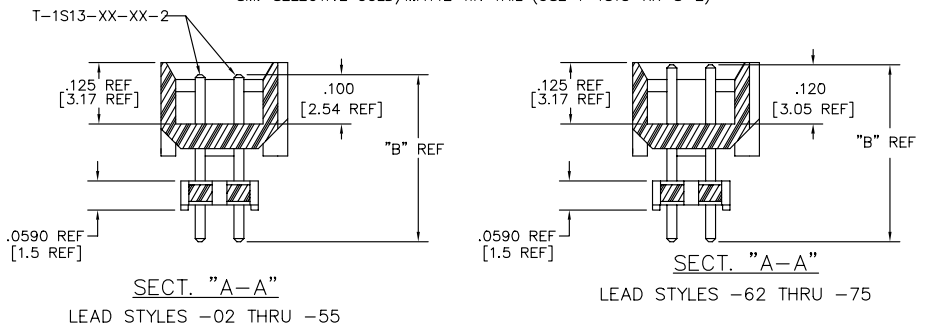 T-1S13-XX-XX-2
.125 REF
[3.17 REF]
.100
[2.54 REF]
"B" REF
.0590 REF
[1.5 REF]
SECT. "A-A"
LEAD STYLES -02 THRU -55
.125 REF
[3.17 REF]
.120
[3.05 REF]
"B" REF
.0590 REF
[1.5 REF]
SECT. "A-A"
LEAD STYLES -62 THRU -75